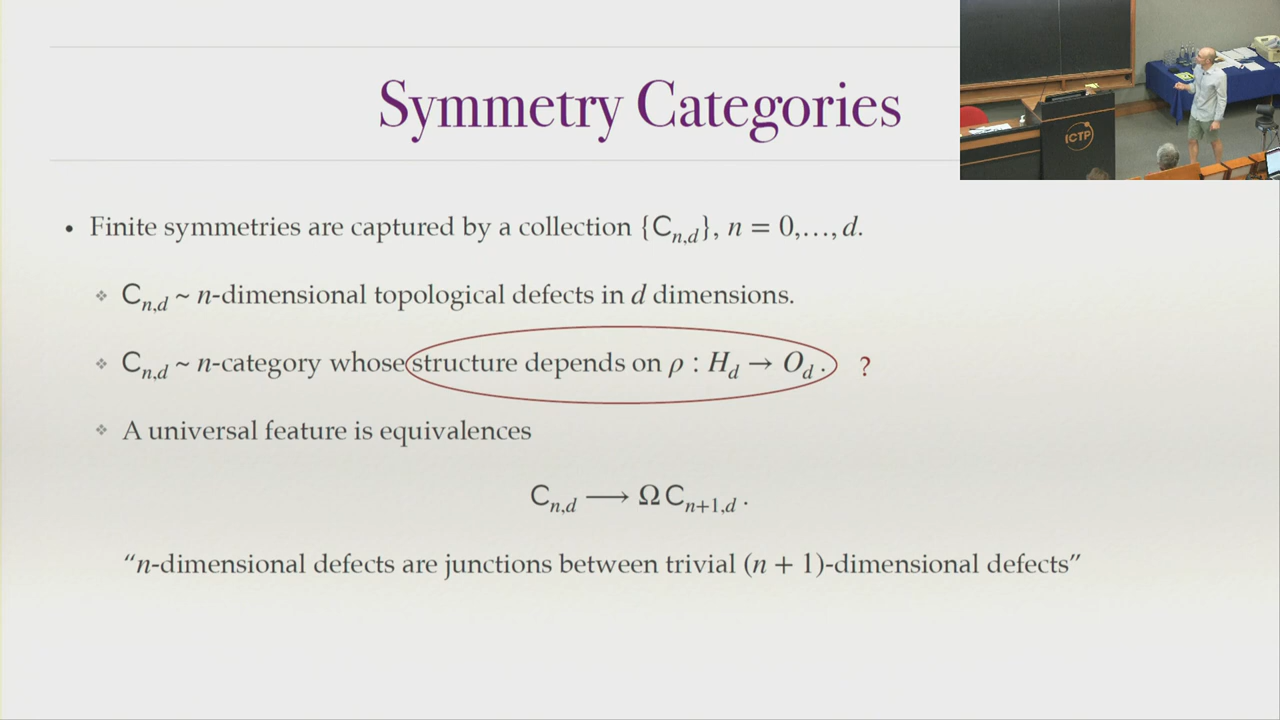 Symmetry Categories
ICTP
• Finite symmetries are captured by a collection {C_{n,d}}, n = 0,…, d.
❖ C_{n,d} ~ n-dimensional topological defects in d dimensions.
❖ C_{n,d} ~ n-category whose structure depends on ρ : H_d → O_d . ?
❖ A universal feature is equivalences
C_{n,d} ⟶ Ω C_{n+1,d} .
“n-dimensional defects are junctions between trivial (n + 1)-dimensional defects”